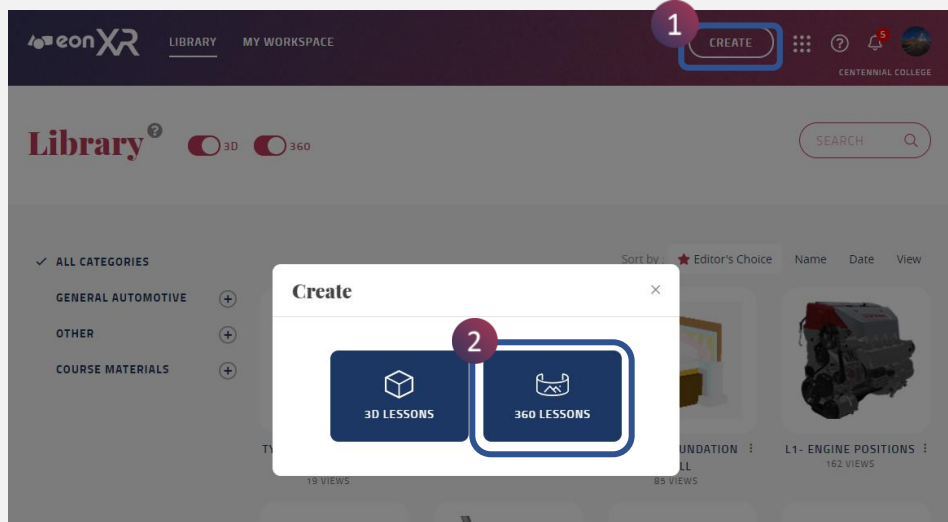 1
eonXR LIBRARY MY WORKSPACE CREATE 5
CENTENNIAL COLLEGE
Library ? 3D 360 SEARCH
✓ ALL CATEGORIES
Sort by : ★ Editor's Choice Name Date View
GENERAL AUTOMOTIVE +
OTHER +
COURSE MATERIALS +
Create ×
2
3D LESSONS 360 LESSONS
UNDATION L1- ENGINE POSITIONS
LL 162 VIEWS
19 VIEWS 85 VIEWS